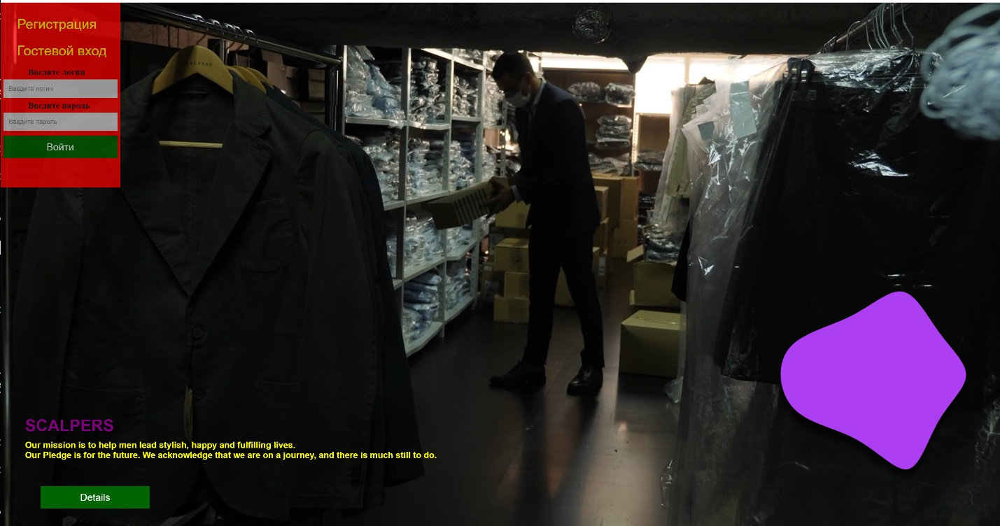 Регистрация
Гостевой вход
Введите логин
Введите логин
Введите пароль
Введите пароль
Войти
SCALPERS
SCALPERS
Our mission is to help men lead stylish, happy and fulfilling lives.
Our Pledge is for the future. We acknowledge that we are on a journey, and there is much still to do.
Details